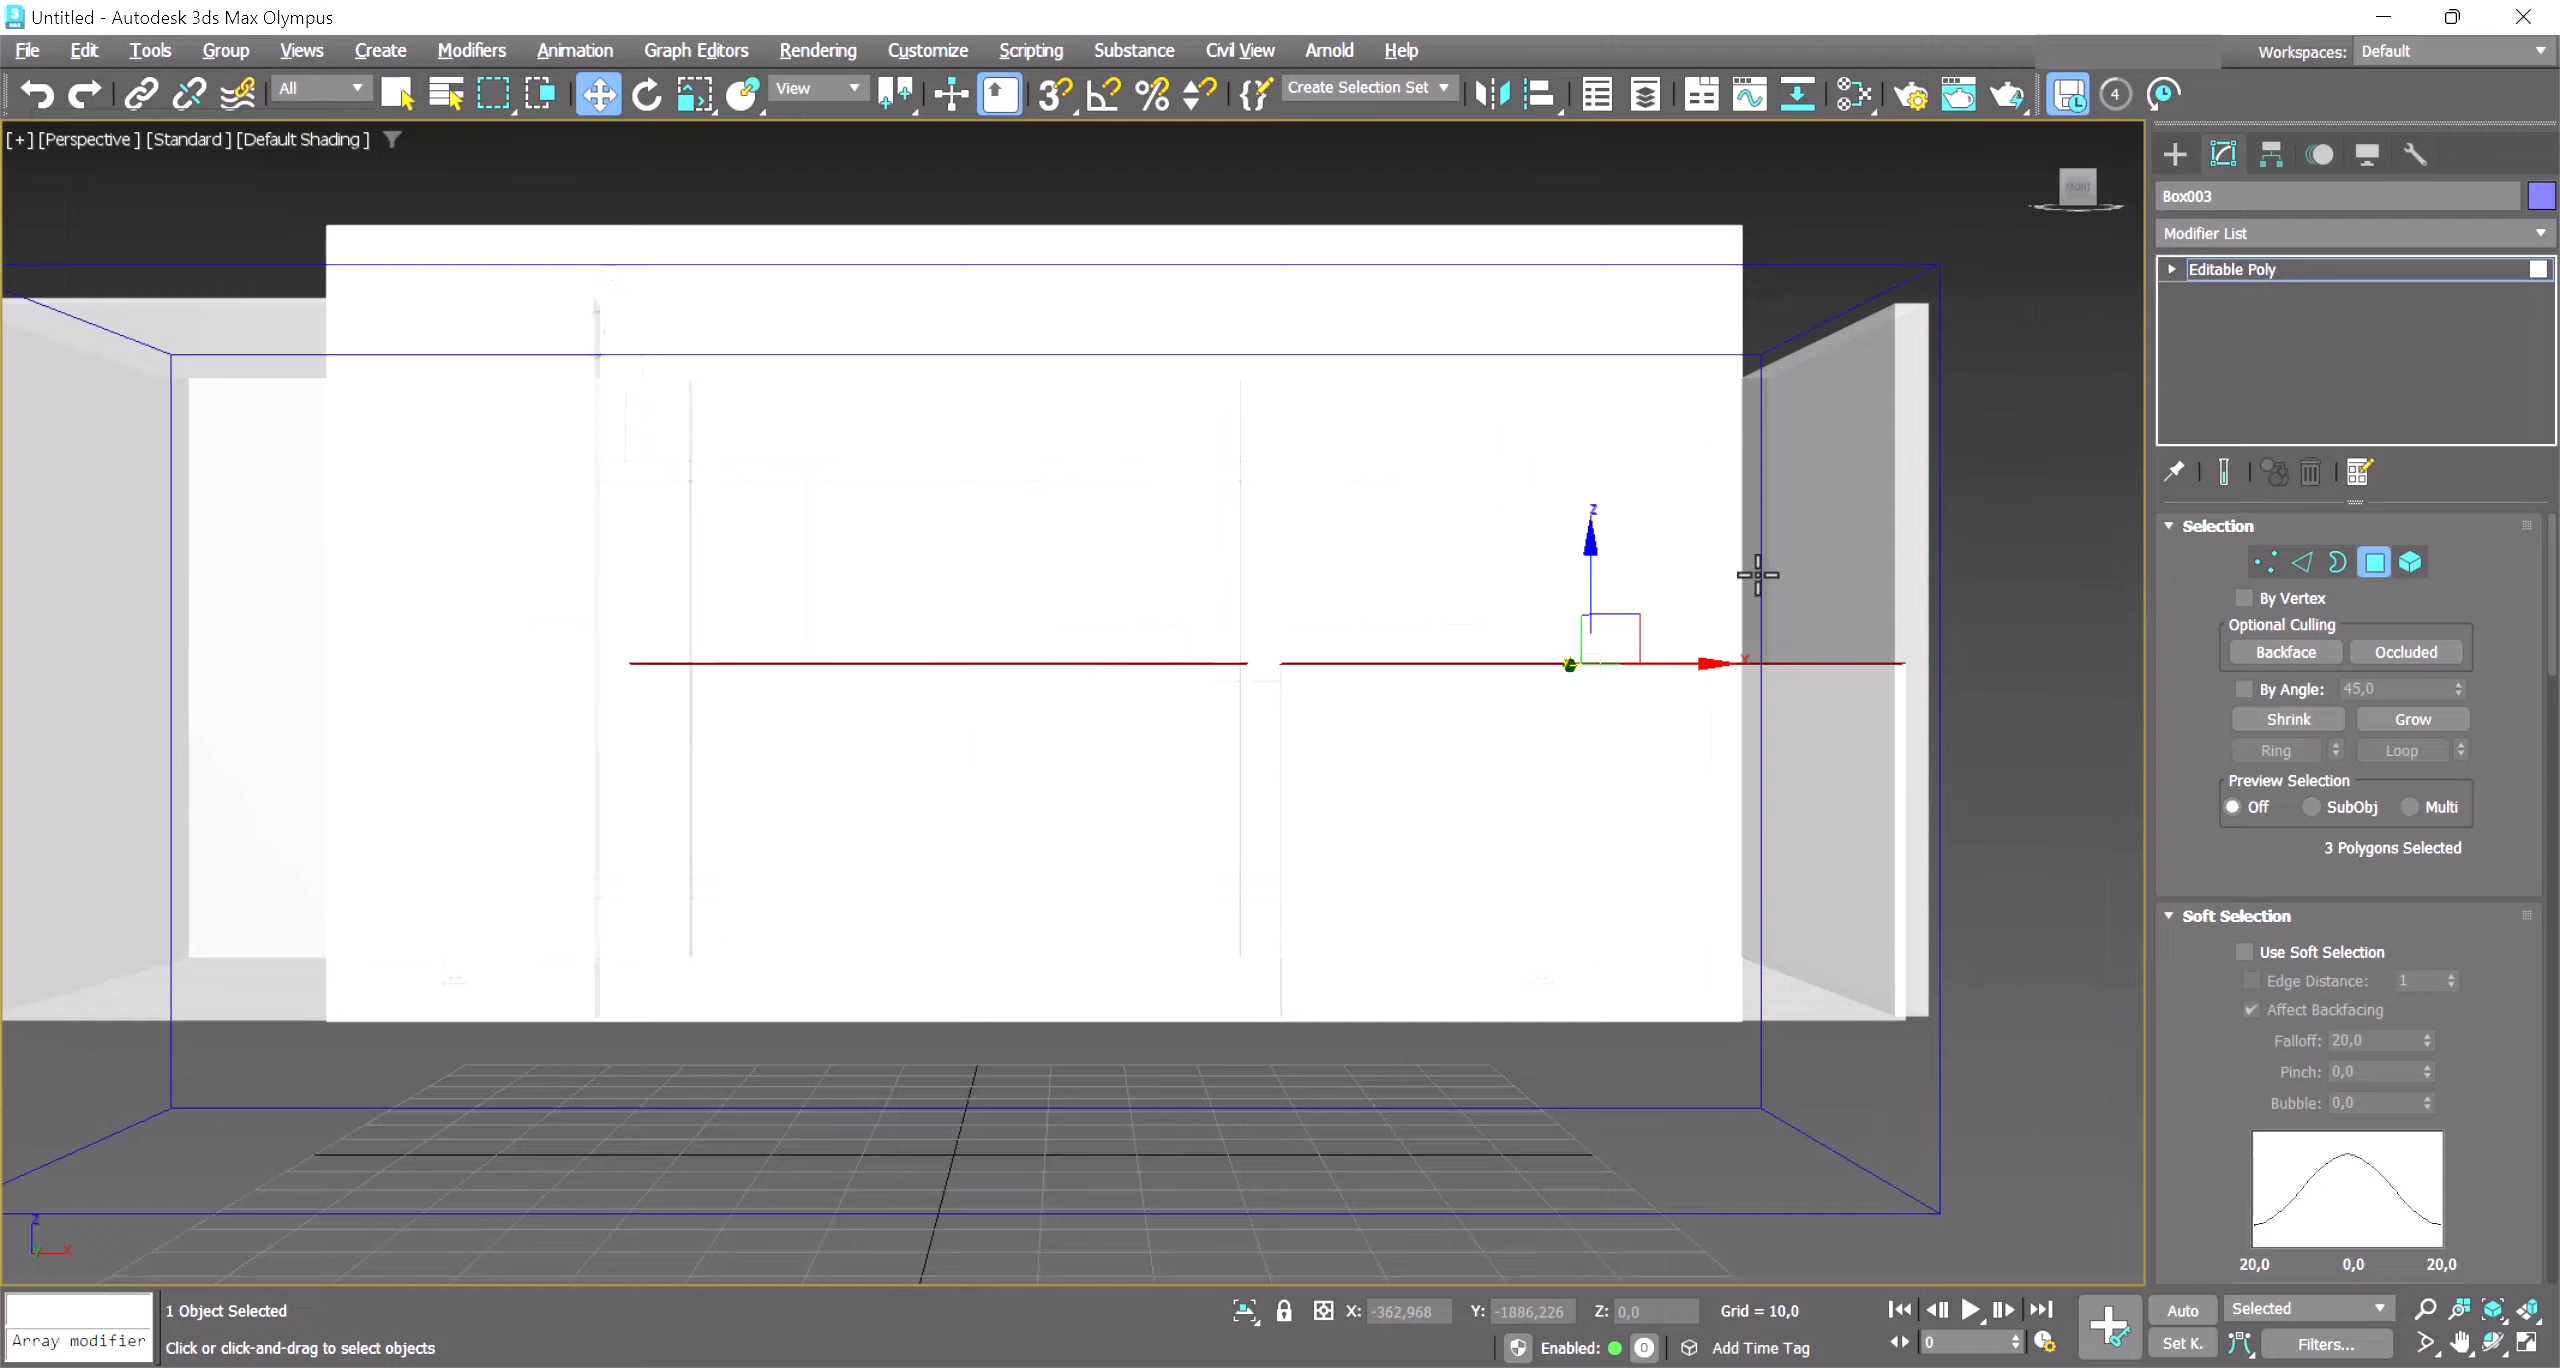 Untitled - Autodesk 3ds Max Olympus
File Edit Tools Group Views Create Modifiers Animation Graph Editors Rendering Customize Scripting Substance Civil View Arnold Help
Workspaces: Default
All
View
Create Selection Set
4
[+] [Perspective ] [Standard ] [Default Shading ]
FRONT
Box003
Modifier List
Editable Poly
Selection
By Vertex
Optional Culling
Backface Occluded
By Angle: 45,0
Shrink Grow
Ring Loop
Preview Selection
Off SubObj Multi
3 Polygons Selected
Soft Selection
Use Soft Selection
Edge Distance: 1
Affect Backfacing
Falloff: 20,0
Pinch: 0,0
Bubble: 0,0
20,0 0,0 20,0
z
x
z
y x
1 Object Selected
X: -362,968 Y: -1886,226 Z: 0,0 Grid = 10,0
Auto Selected
Array modifier
Click or click-and-drag to select objects
Enabled: 0 Add Time Tag
0
Set K. Filters...